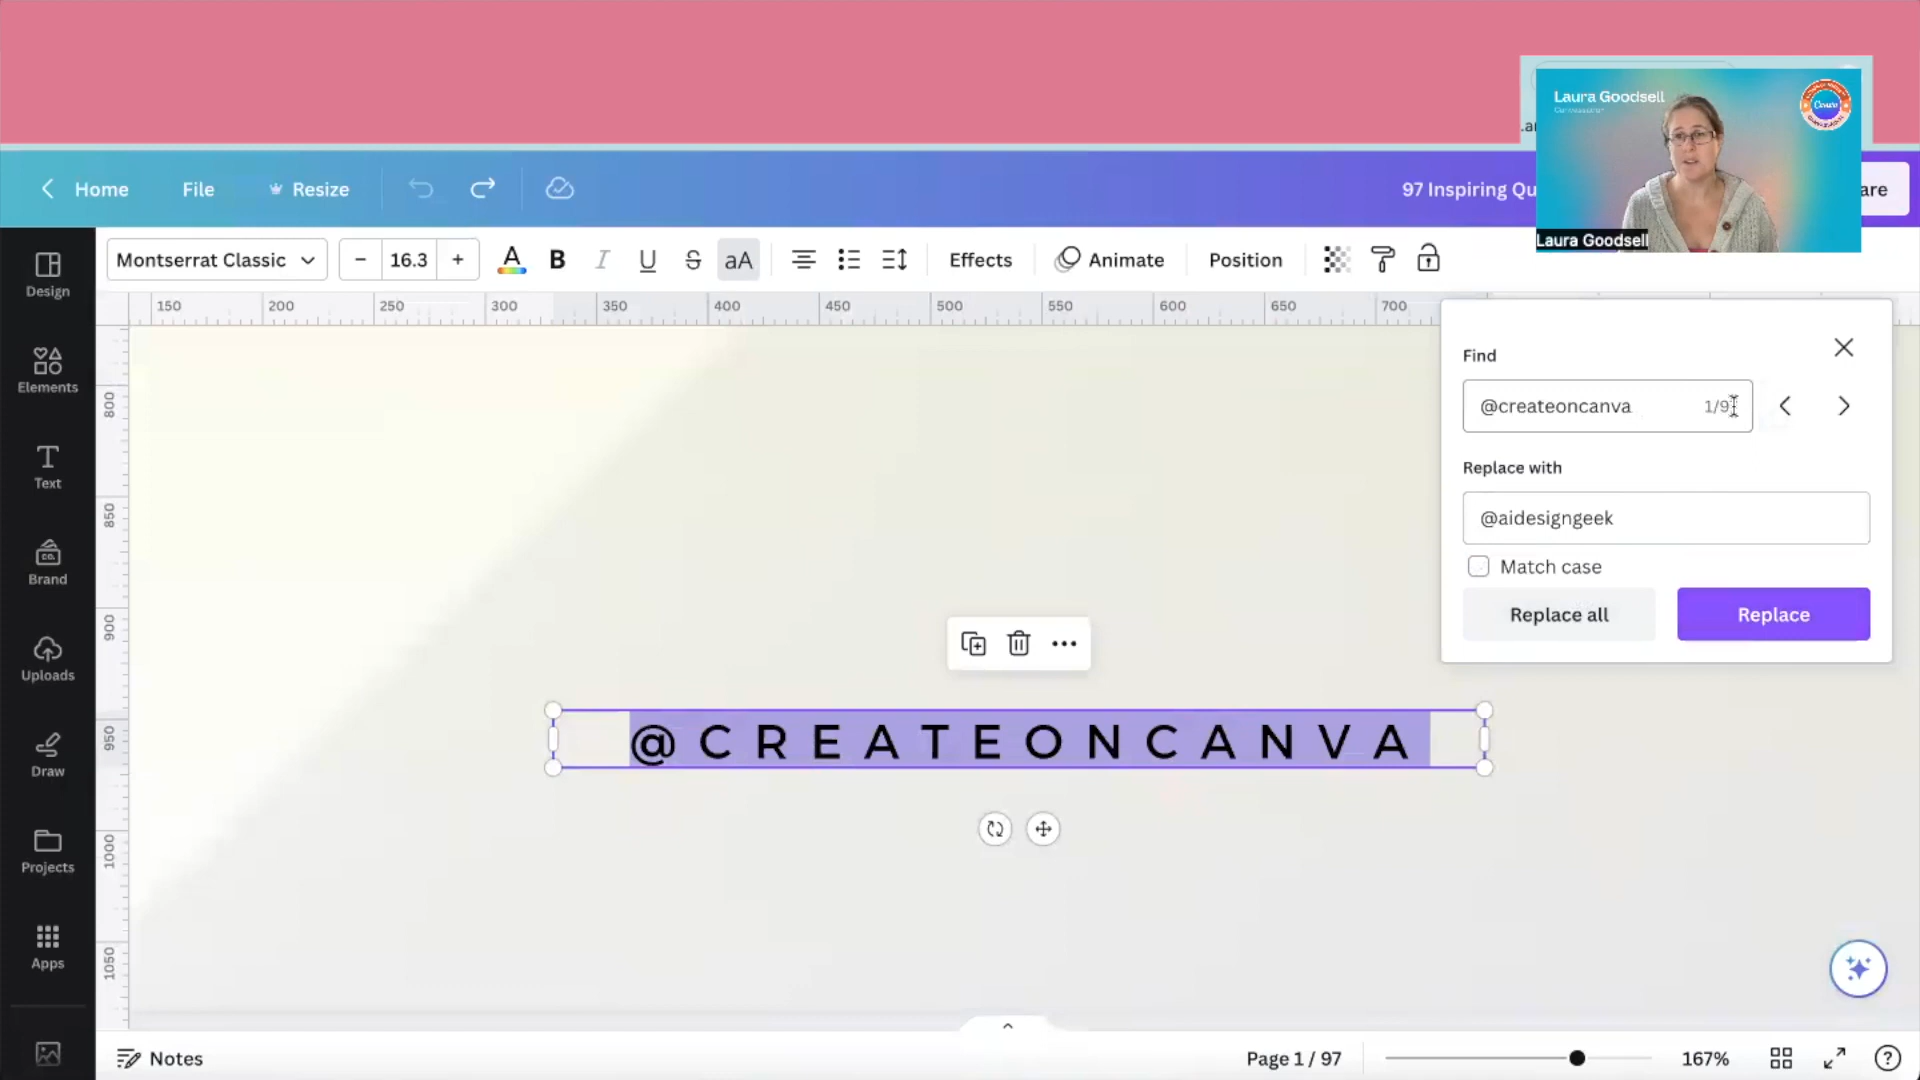 Laura Goodsell
Canva
Home
File
Resize
97 Inspiring Qu
are
Laura Goodsell
Montserrat Classic
− 16.3 +
A B I U S aA
Effects
Animate
Position
150 200 250 300 350 400 450 500 550 600 650 700
Design
Elements
Text
CO.
Brand
Uploads
Draw
Projects
Apps
800
850
900
950
1000
1050
Find
@createoncanva 1/9
Replace with
@aidesigngeek
Match case
Replace all
Replace
@CREATEONCANVA
Notes
Page 1 / 97
167%
?